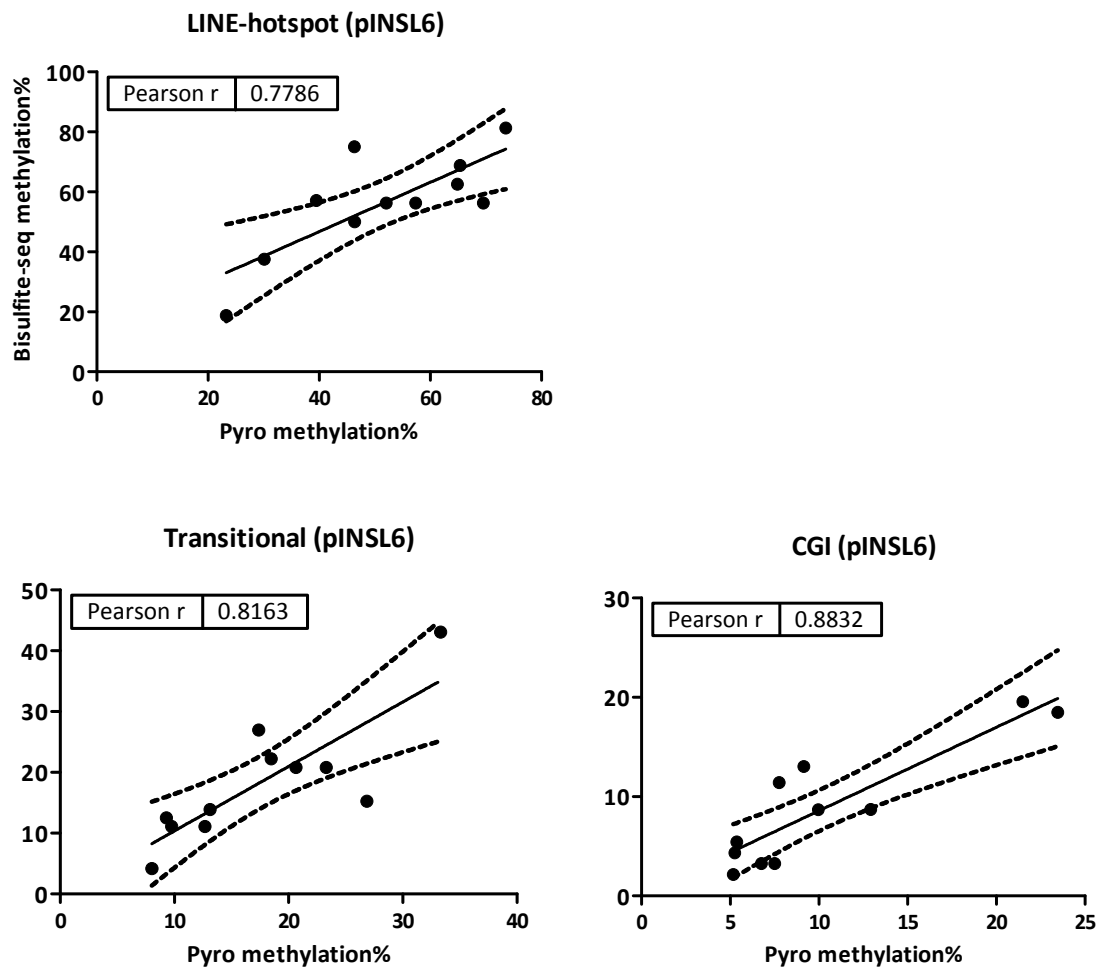 LINE-hotspot (pINSL6)
Pearson r 0.7786
Bisulfite-seq methylation%
100
80
60
40
20
0
0 20 40 60 80
Pyro methylation%
Transitional (pINSL6)
Pearson r 0.8163
50
40
30
20
10
0
0 10 20 30 40
Pyro methylation%
CGI (pINSL6)
Pearson r 0.8832
30
20
10
0
0 5 10 15 20 25
Pyro methylation%